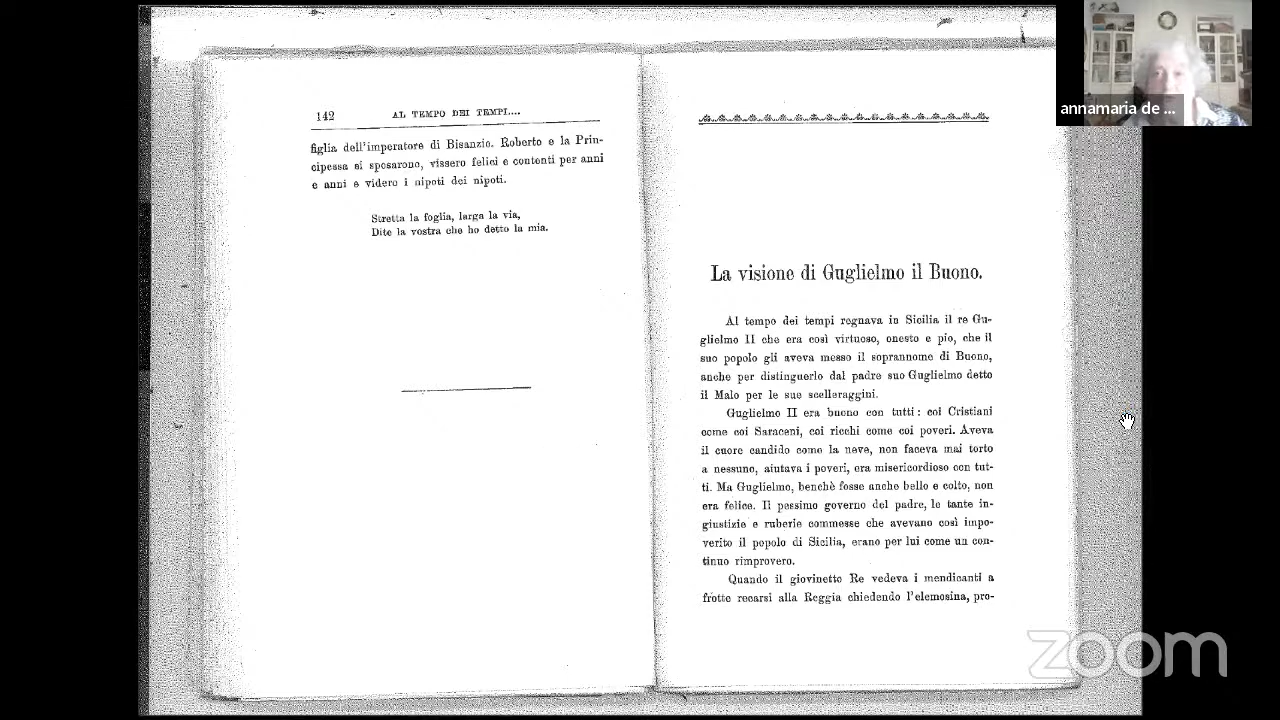 142
AL TEMPO DEI TEMPI....
figlia dell'imperatore di Bisanzio. Roberto e la Prin-
cipessa si sposarono, vissero felici e contenti per anni
e anni e videro i nipoti dei nipoti.
Stretta la foglia, larga la via,
Dite la vostra che ho detto la mia.
La visione di Guglielmo il Buono.
Al tempo dei tempi regnava in Sicilia il re Gu-
glielmo II che era così virtuoso, onesto e pio, che il
suo popolo gli aveva messo il soprannome di Buono,
anche per distinguerlo dal padre suo Guglielmo detto
il Malo per le sue scelleraggini.
Guglielmo II era buono con tutti: coi Cristiani
come coi Saraceni, coi ricchi come coi poveri. Aveva
il cuore candido come la neve, non faceva mai torto
a nessuno, aiutava i poveri, era misericordioso con tut-
ti. Ma Guglielmo, benchè fosse anche bello e colto, non
era felice. Il pessimo governo del padre, le tante in-
giustizie e ruberie commesse che avevano così impo-
verito il popolo di Sicilia, erano per lui come un con-
tinuo rimprovero.
Quando il giovinetto Re vedeva i mendicanti a
frotte recarsi alla Reggia chiedendo l'elemosina, pro-
annamaria de ...
zoom